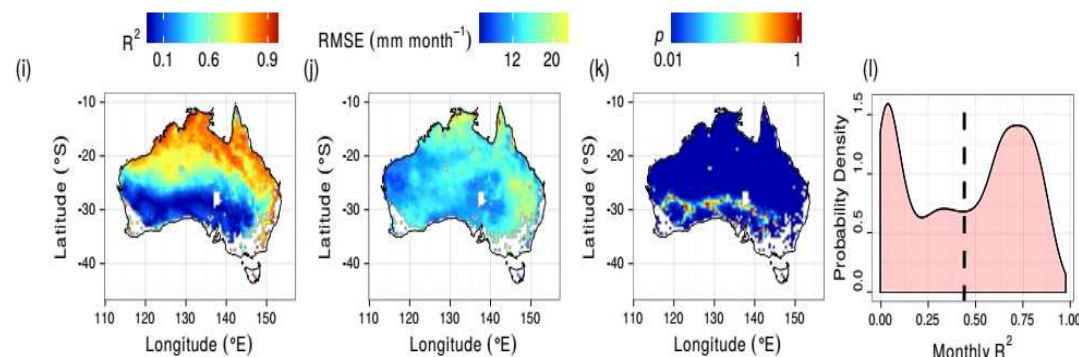 R²
0.1 0.6 0.9
RMSE (mm month⁻¹)
12 22
p
0.01 1
(i)
-10
-20
-30
-40
Latitude (°S)
110 120 130 140 150
Longitude (°E)
(j)
-10
-20
-30
-40
Latitude (°S)
110 120 130 140 150
Longitude (°E)
(k)
-10
-20
-30
-40
Latitude (°S)
110 120 130 140 150
Longitude (°E)
(l)
1.5
1.0
0.5
0.0
Probability Density
0.00 0.25 0.50 0.75 1.00
Monthly R²